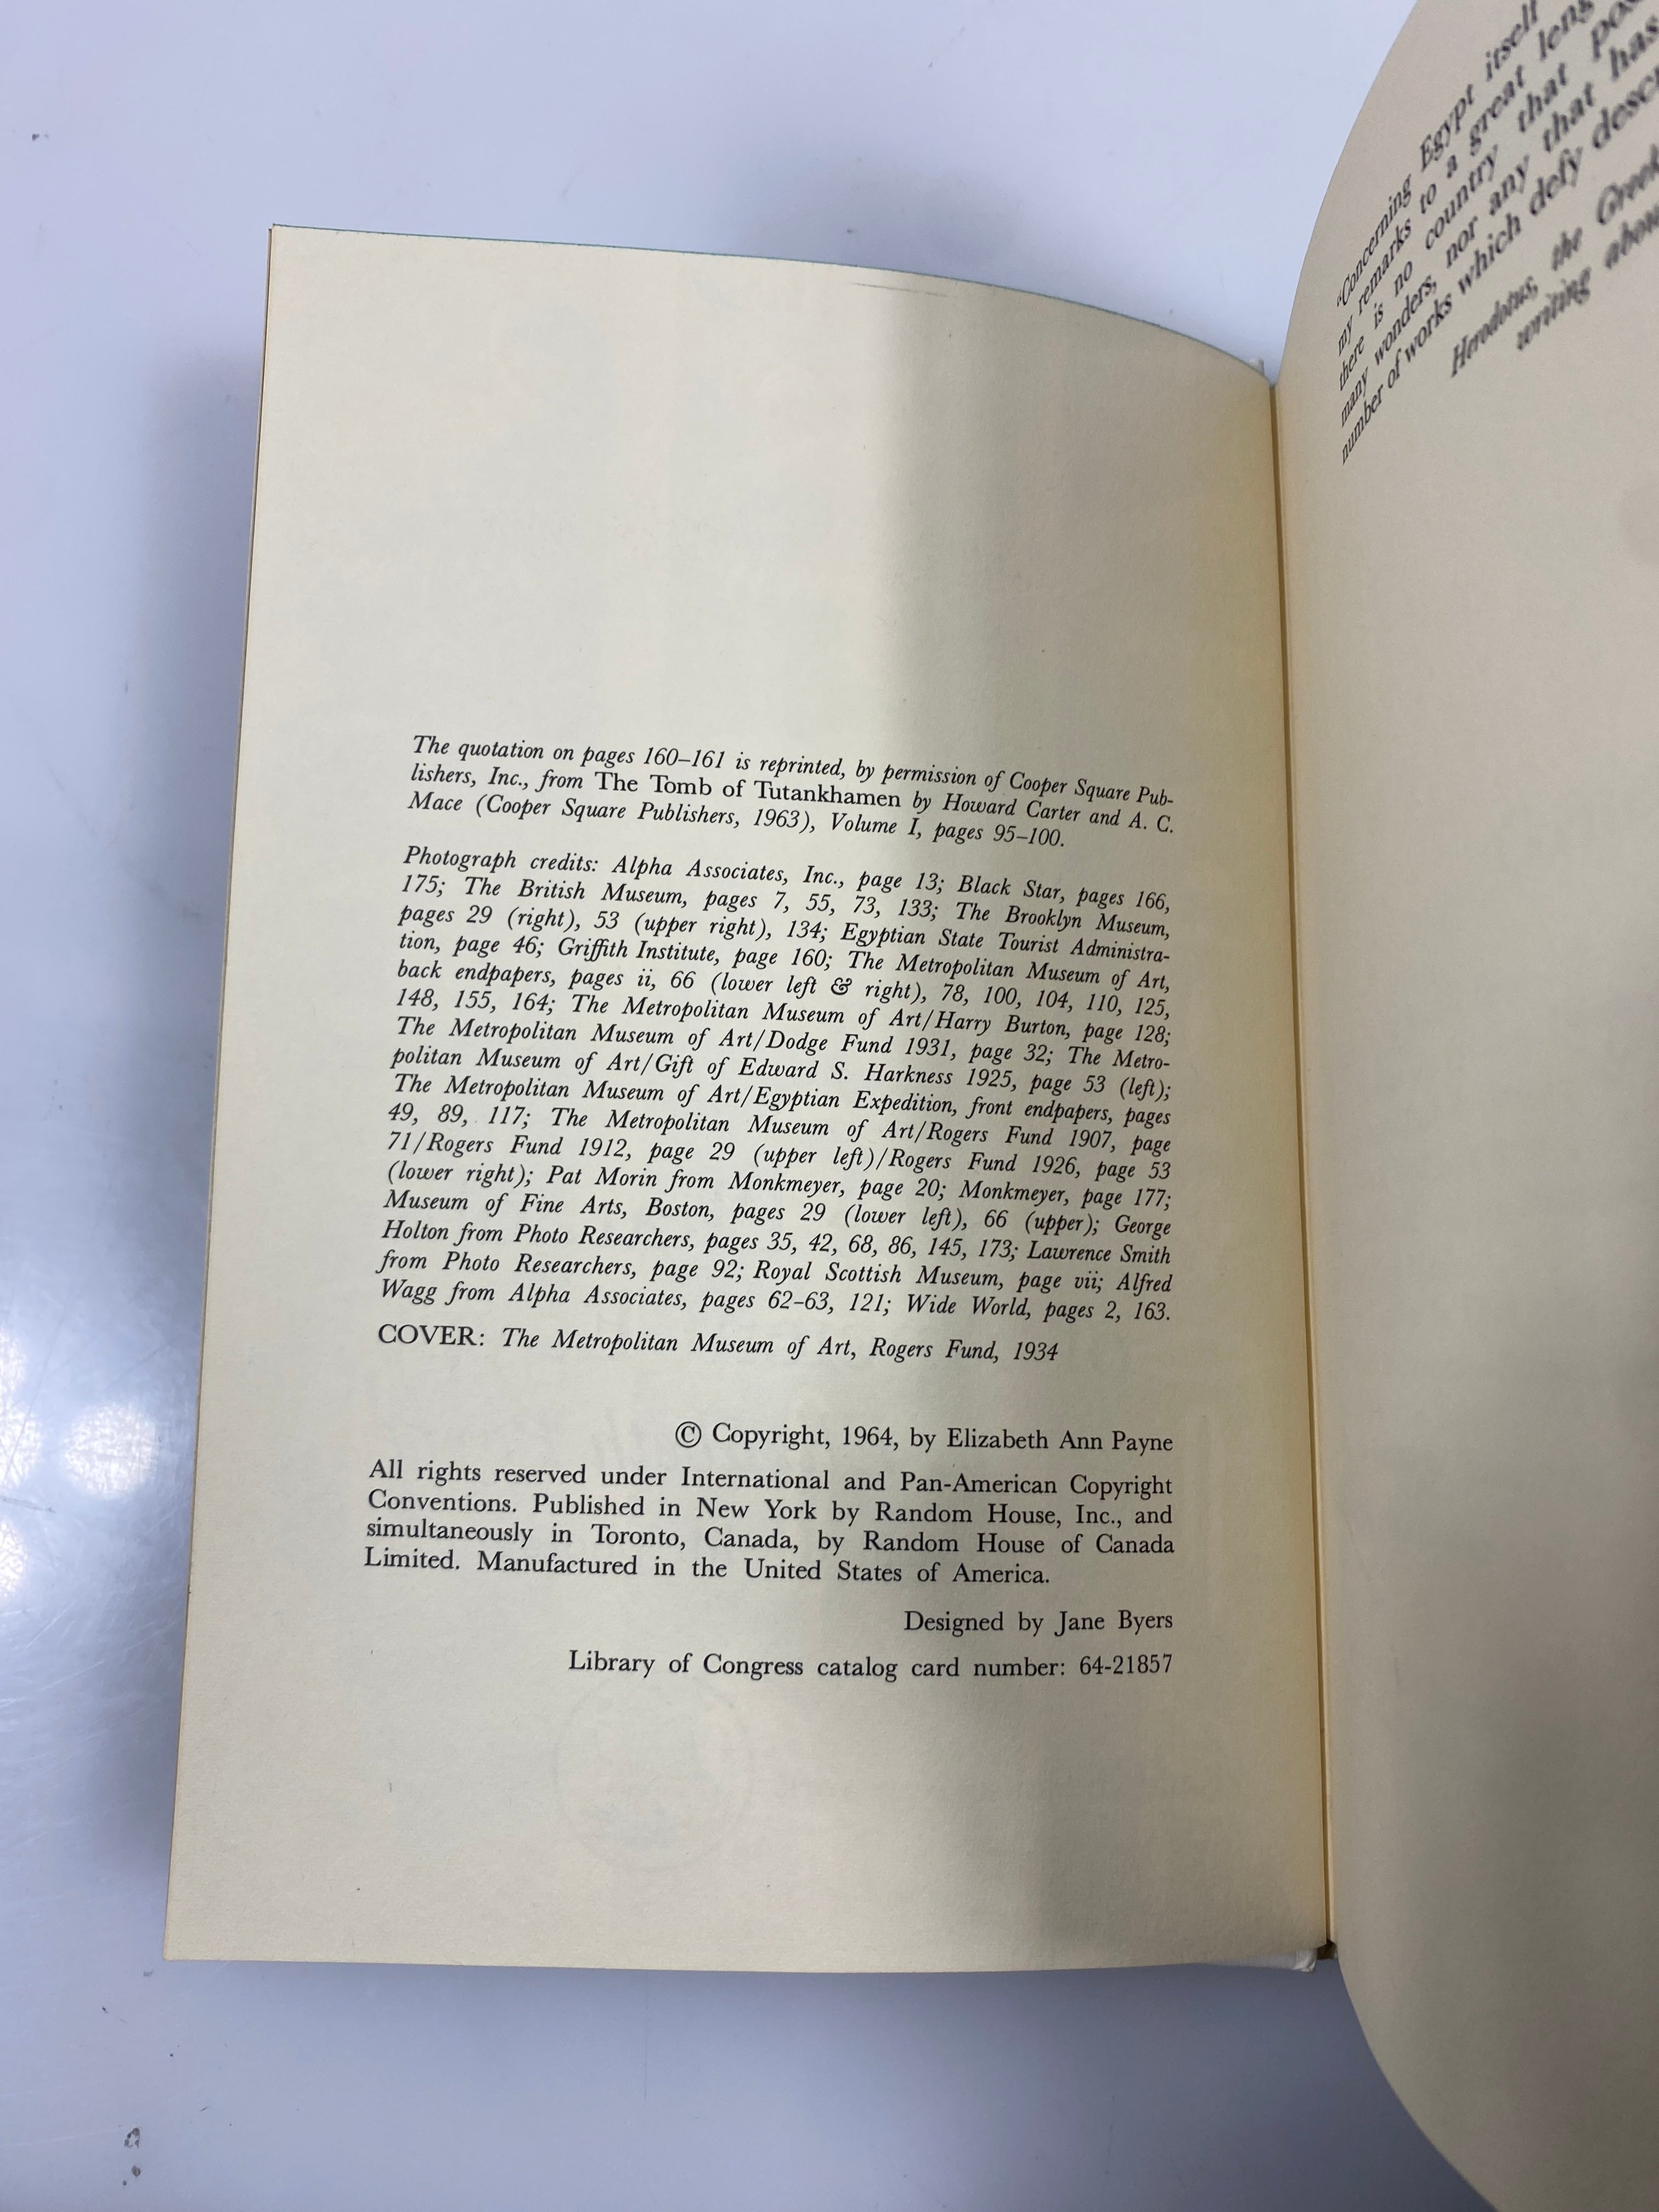 The quotation on pages 160–161 is reprinted, by permission of Cooper Square Pub-
lishers, Inc., from The Tomb of Tutankhamen by Howard Carter and A. C.
Mace (Cooper Square Publishers, 1963), Volume I, pages 95–100.
Photograph credits: Alpha Associates, Inc., page 13; Black Star, pages 166,
175; The British Museum, pages 7, 55, 73, 133; The Brooklyn Museum,
pages 29 (right), 53 (upper right), 134; Egyptian State Tourist Administra-
tion, page 46; Griffith Institute, page 160; The Metropolitan Museum of Art,
back endpapers, pages ii, 66 (lower left & right), 78, 100, 104, 110, 125,
148, 155, 164; The Metropolitan Museum of Art/Harry Burton, page 128;
The Metropolitan Museum of Art/Dodge Fund 1931, page 32; The Metro-
politan Museum of Art/Gift of Edward S. Harkness 1925, page 53 (left);
The Metropolitan Museum of Art/Egyptian Expedition, front endpapers, pages
49, 89, 117; The Metropolitan Museum of Art/Rogers Fund 1907, page
71/Rogers Fund 1912, page 29 (upper left)/Rogers Fund 1926, page 53
(lower right); Pat Morin from Monkmeyer, page 20; Monkmeyer, page 177;
Museum of Fine Arts, Boston, pages 29 (lower left), 66 (upper); George
Holton from Photo Researchers, pages 35, 42, 68, 86, 145, 173; Lawrence Smith
from Photo Researchers, page 92; Royal Scottish Museum, page vii; Alfred
Wagg from Alpha Associates, pages 62–63, 121; Wide World, pages 2, 163.
COVER: The Metropolitan Museum of Art, Rogers Fund, 1934
© Copyright, 1964, by Elizabeth Ann Payne
All rights reserved under International and Pan-American Copyright
Conventions. Published in New York by Random House, Inc., and
simultaneously in Toronto, Canada, by Random House of Canada
Limited. Manufactured in the United States of America.
Designed by Jane Byers
Library of Congress catalog card number: 64-21857
"Concerning Egypt itself
my remarks to a great
there is no country that
many wonders, nor any that has
number of works which defy
Herodotus, the Greek
writing